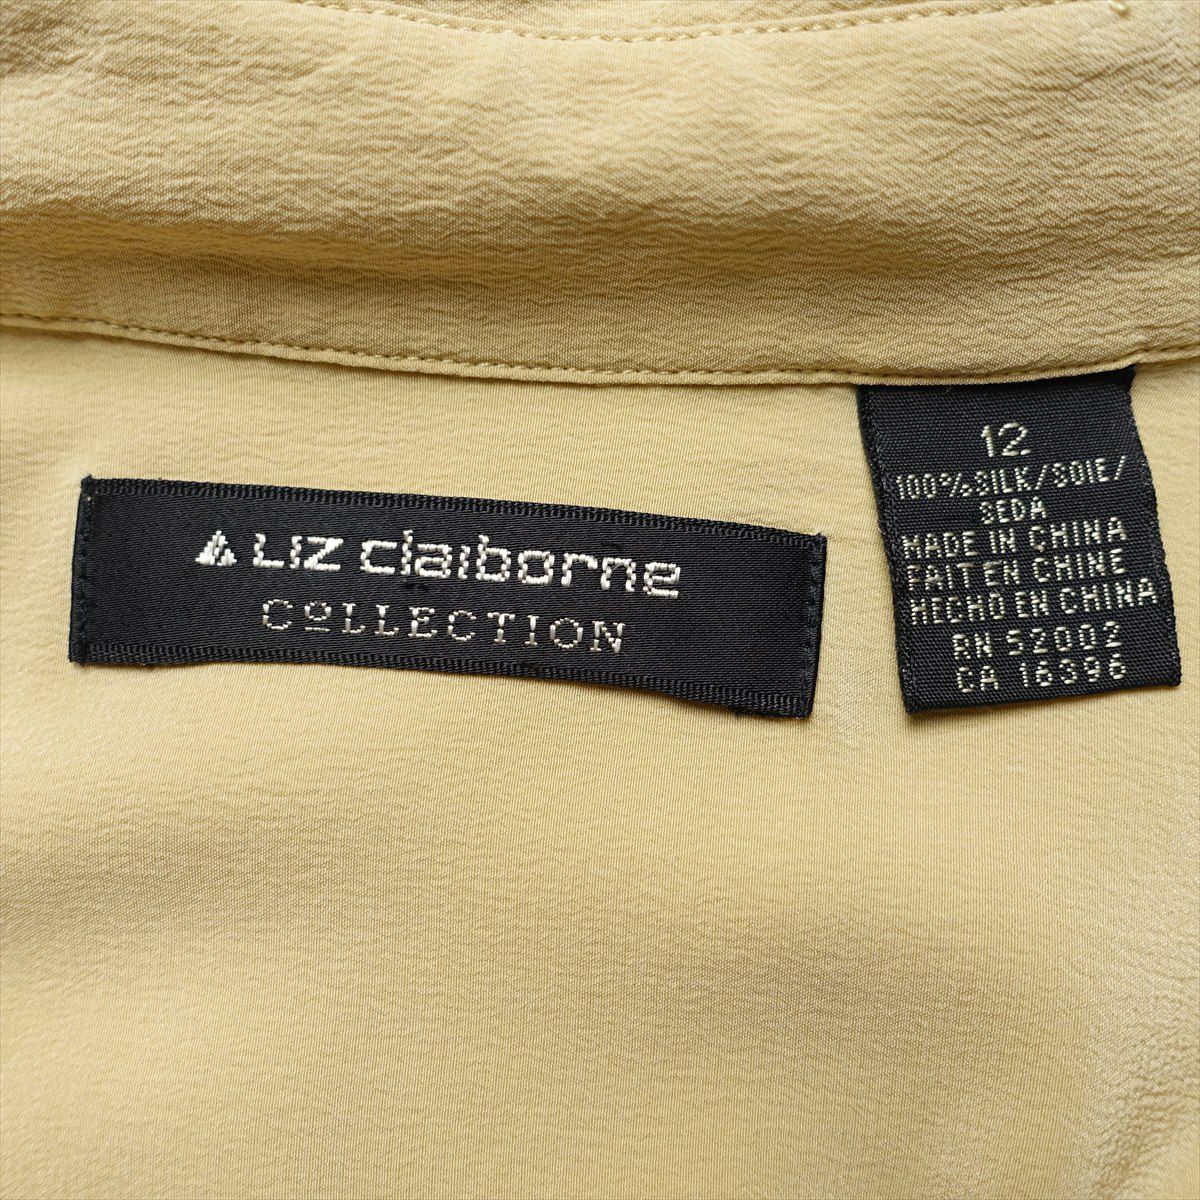 LIZ claiborne
COLLECTION
12
100%SILK/SOIE/
SEDA
MADE IN CHINA
FAIT EN CHINE
HECHO EN CHINA
RN 52002
CA 16396